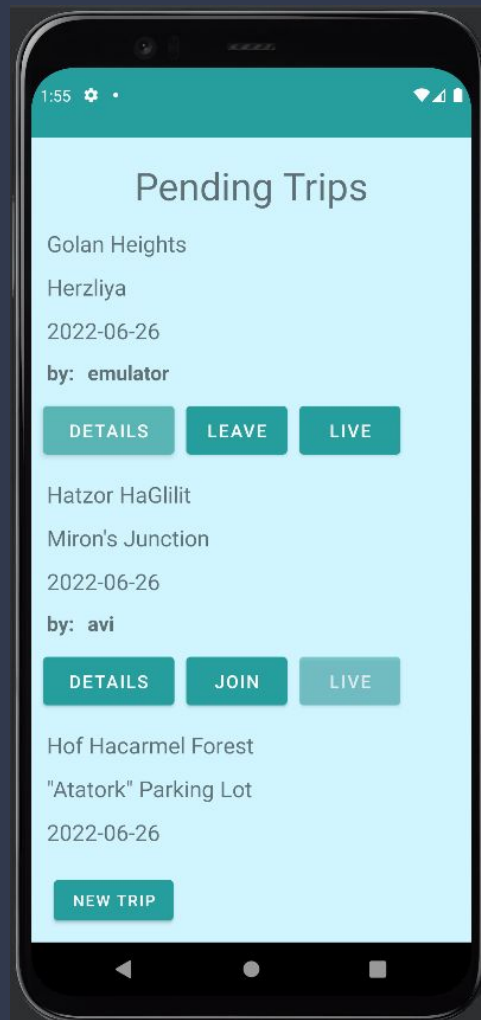 1:55
Pending Trips
Golan Heights
Herzliya
2022-06-26
by: emulator
DETAILS LEAVE LIVE
Hatzor HaGlilit
Miron's Junction
2022-06-26
by: avi
DETAILS JOIN LIVE
Hof Hacarmel Forest
"Atatork" Parking Lot
2022-06-26
NEW TRIP